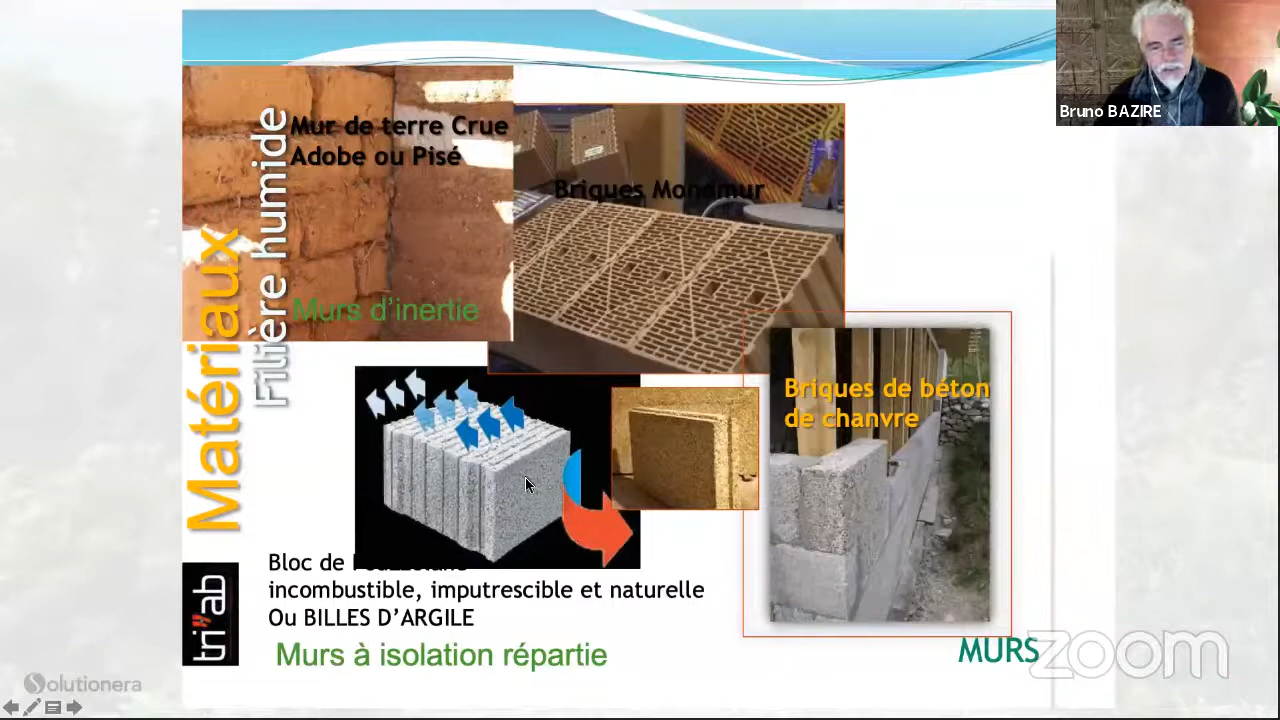 Bruno BAZIRE
Matériaux
Filière humide
Mur de terre Crue
Adobe ou Pisé
Murs d'inertie
Briques Monomur
Briques de béton
de chanvre
Bloc de
incombustible, imputrescible et naturelle
Ou BILLES D'ARGILE
Murs à isolation répartie
MURS
tri"ab
zoom
Solutionera